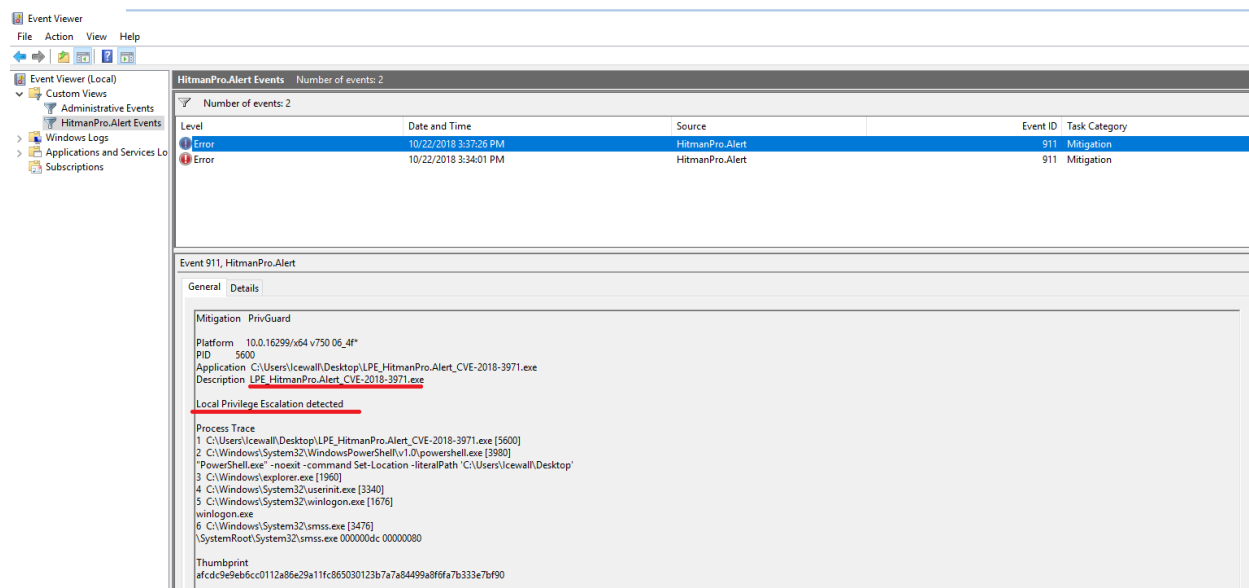 Event Viewer
File Action View Help
Event Viewer (Local)
Custom Views
Administrative Events
HitmanPro.Alert Events
Windows Logs
Applications and Services Lo
Subscriptions
HitmanPro.Alert Events Number of events: 2
Number of events: 2
Level Date and Time Source Event ID Task Category
Error 10/22/2018 3:37:26 PM HitmanPro.Alert 911 Mitigation
Error 10/22/2018 3:34:01 PM HitmanPro.Alert 911 Mitigation
Event 911, HitmanPro.Alert
General Details
Mitigation PrivGuard
Platform 10.0.16299/x64 v750 06_4f*
PID 5600
Application C:\Users\Icewall\Desktop\LPE_HitmanPro.Alert_CVE-2018-3971.exe
Description LPE_HitmanPro.Alert_CVE-2018-3971.exe
Local Privilege Escalation detected
Process Trace
1 C:\Users\Icewall\Desktop\LPE_HitmanPro.Alert_CVE-2018-3971.exe [5600]
2 C:\Windows\System32\WindowsPowerShell\v1.0\powershell.exe [3980]
"PowerShell.exe" -noexit -command Set-Location -literalPath 'C:\Users\Icewall\Desktop'
3 C:\Windows\explorer.exe [1960]
4 C:\Windows\System32\userinit.exe [3340]
5 C:\Windows\System32\winlogon.exe [1676]
winlogon.exe
6 C:\Windows\System32\smss.exe [3476]
\SystemRoot\System32\smss.exe 000000dc 00000080
Thumbprint
afcdc9e9eb6cc0112a86e29a11fc865030123b7a7a84499a8f6fa7b333e7bf90